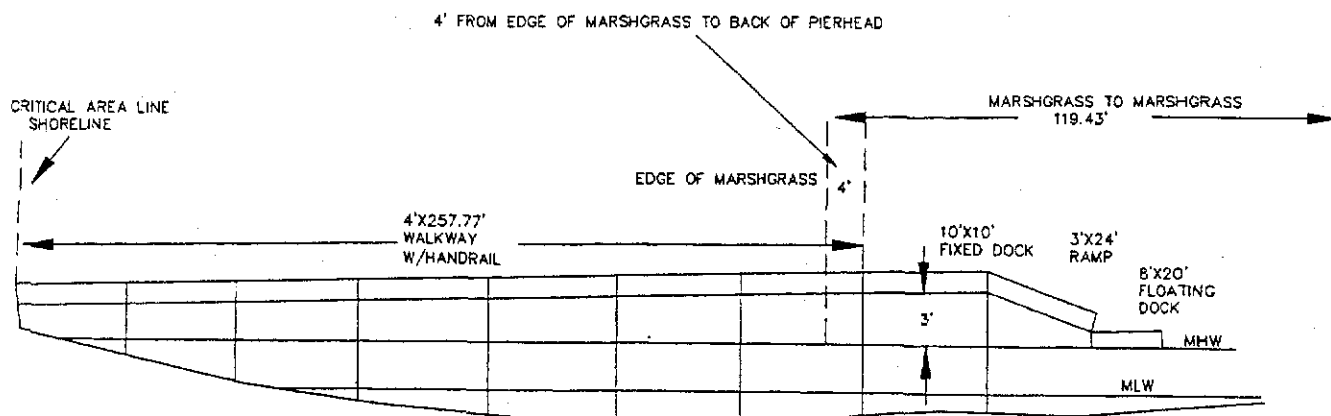 4' FROM EDGE OF MARSHGRASS TO BACK OF PIERHEAD
CRITICAL AREA LINE
SHORELINE
MARSHGRASS TO MARSHGRASS
119.43'
EDGE OF MARSHGRASS
4'
4'X257.77'
WALKWAY
W/HANDRAIL
10'X10'
FIXED DOCK
3'X24'
RAMP
8'X20'
FLOATING
DOCK
3'
MHW
MLW